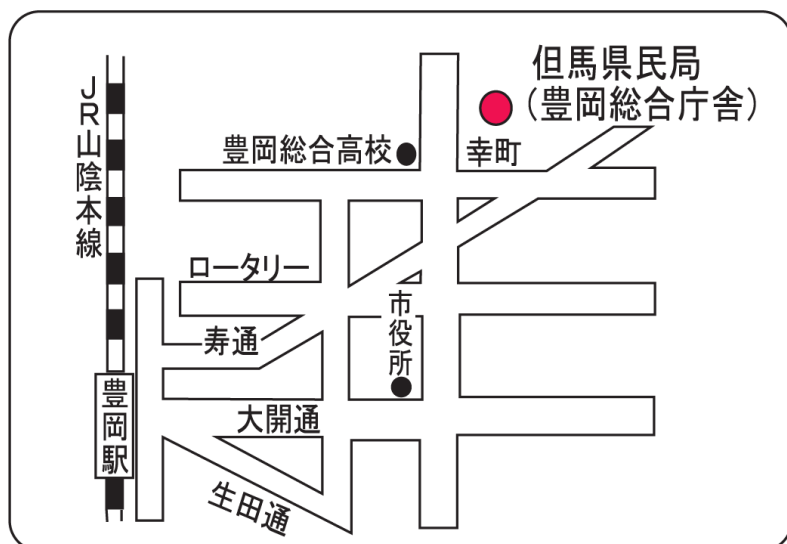 但馬県民局
（豊岡総合庁舎）
JR山陰本線
豊岡総合高校
幸町
ロータリー
市役所
寿通
豊岡駅
大開通
生田通